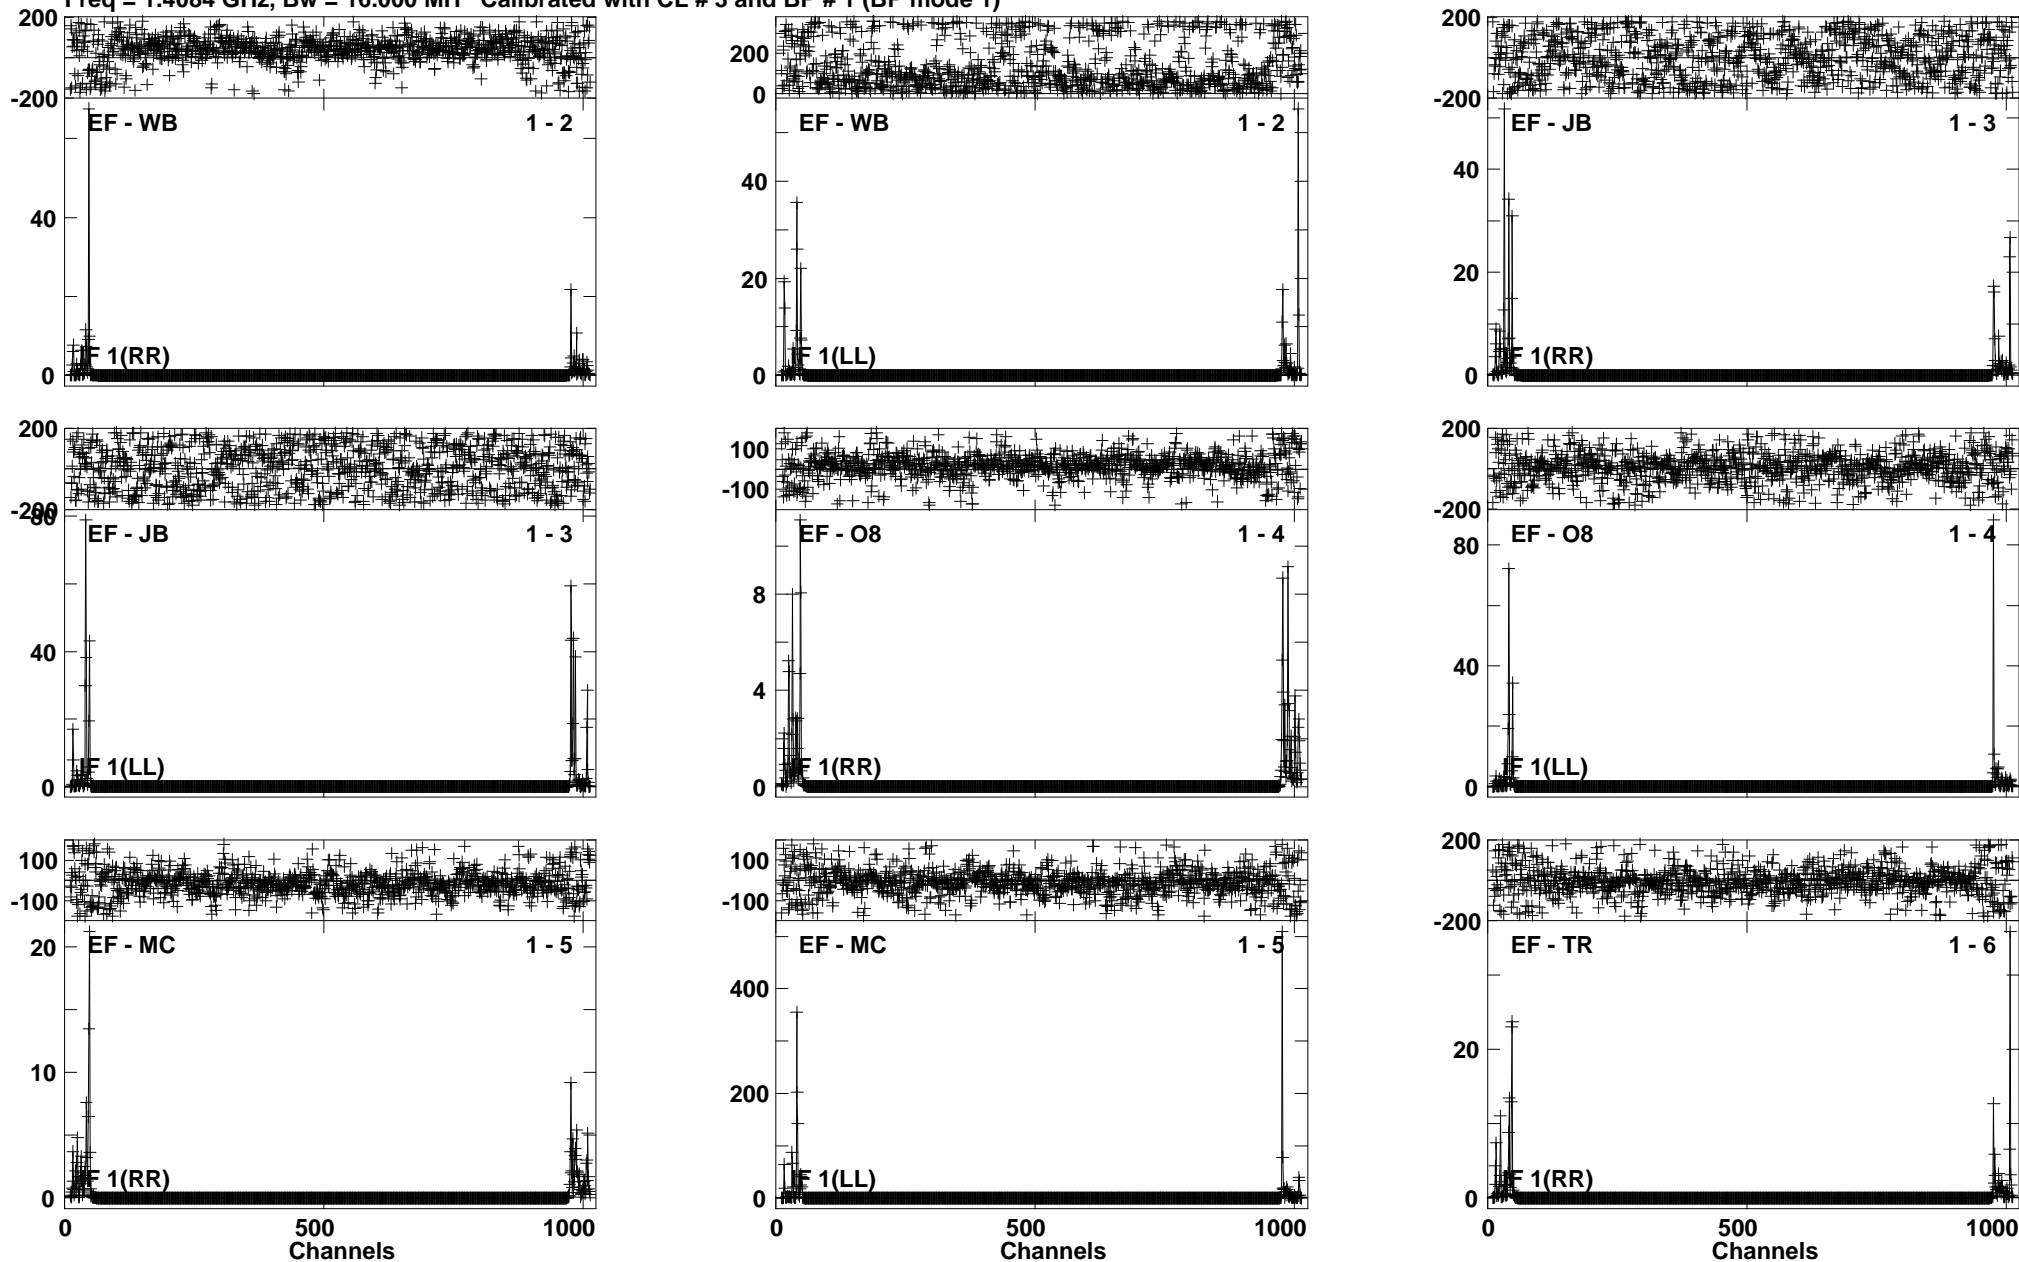 Freq = 1.4084 GHz, Bw = 16.000 MH Calibrated with CL # 3 and BP # 1 (BP mode 1)
200
-200
EF - WB
1 - 2
40
0
IF 1(RR)
200
0
EF - WB
1 - 2
40
20
0
IF 1(LL)
200
-200
EF - JB
1 - 3
40
20
0
IF 1(RR)
200
-200
80
EF - JB
1 - 3
40
0
IF 1(LL)
100
-100
EF - O8
1 - 4
8
4
0
IF 1(RR)
200
-200
EF - O8
1 - 4
80
40
0
IF 1(LL)
100
-100
EF - MC
1 - 5
20
10
0
IF 1(RR)
0 500 1000
Channels
100
-100
EF - MC
1 - 5
400
200
0
IF 1(LL)
0 500 1000
Channels
200
-200
EF - TR
1 - 6
20
0
IF 1(RR)
0 500 1000
Channels